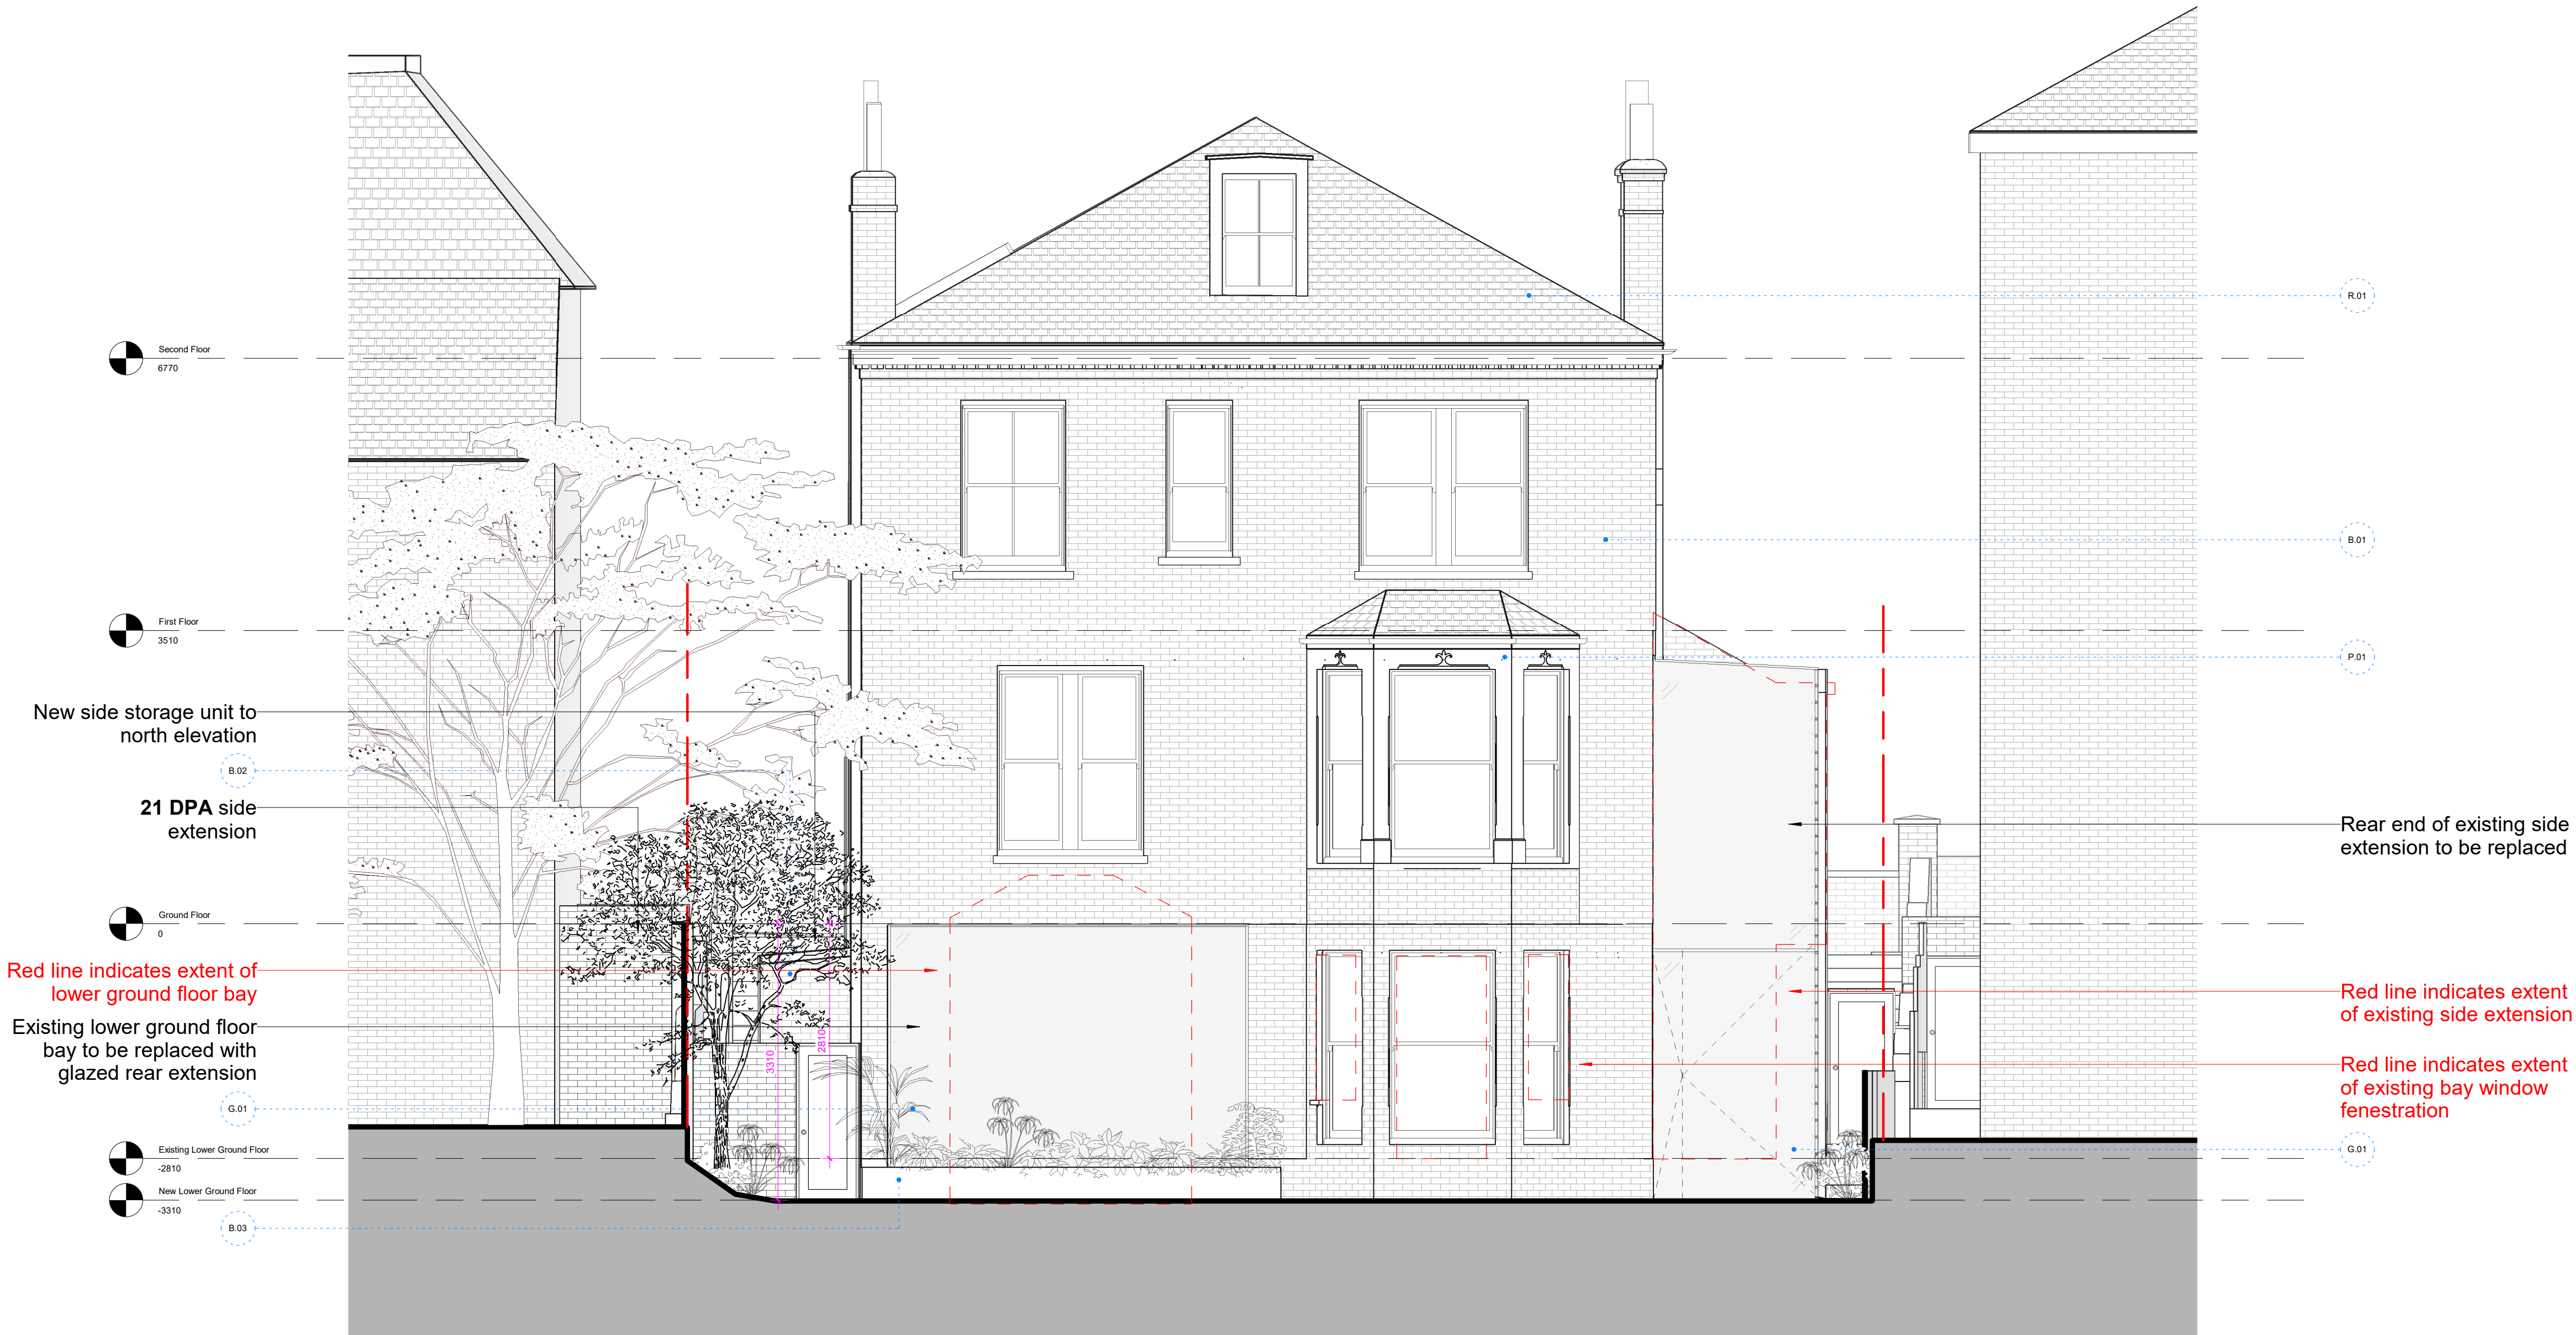 R.01
Second Floor
6770
B.01
First Floor
3510
P.01
New side storage unit to
north elevation
B.02
21 DPA side
extension
Rear end of existing side
extension to be replaced
Ground Floor
0
Red line indicates extent of
lower ground floor bay
Red line indicates extent
of existing side extension
Existing lower ground floor
bay to be replaced with
glazed rear extension
3310
2810
Red line indicates extent
of existing bay window
fenestration
G.01
Existing Lower Ground Floor
-2810
G.01
New Lower Ground Floor
-3310
B.03